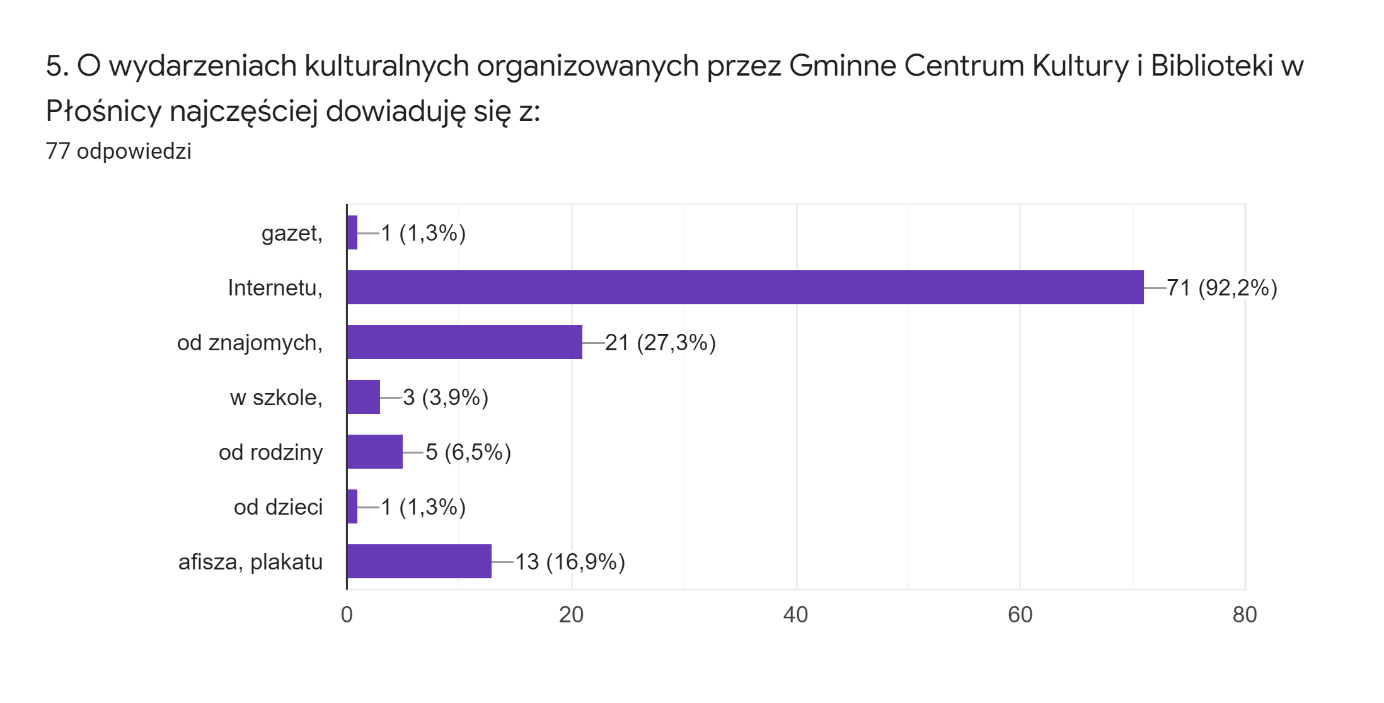 5. O wydarzeniach kulturalnych organizowanych przez Gminne Centrum Kultury i Biblioteki w
Płośnicy najczęściej dowiaduję się z:
77 odpowiedzi
gazet,
1 (1,3%)
Internetu,
71 (92,2%)
od znajomych,
21 (27,3%)
w szkole,
3 (3,9%)
od rodziny
5 (6,5%)
od dzieci
1 (1,3%)
afisza, plakatu
13 (16,9%)
0 20 40 60 80